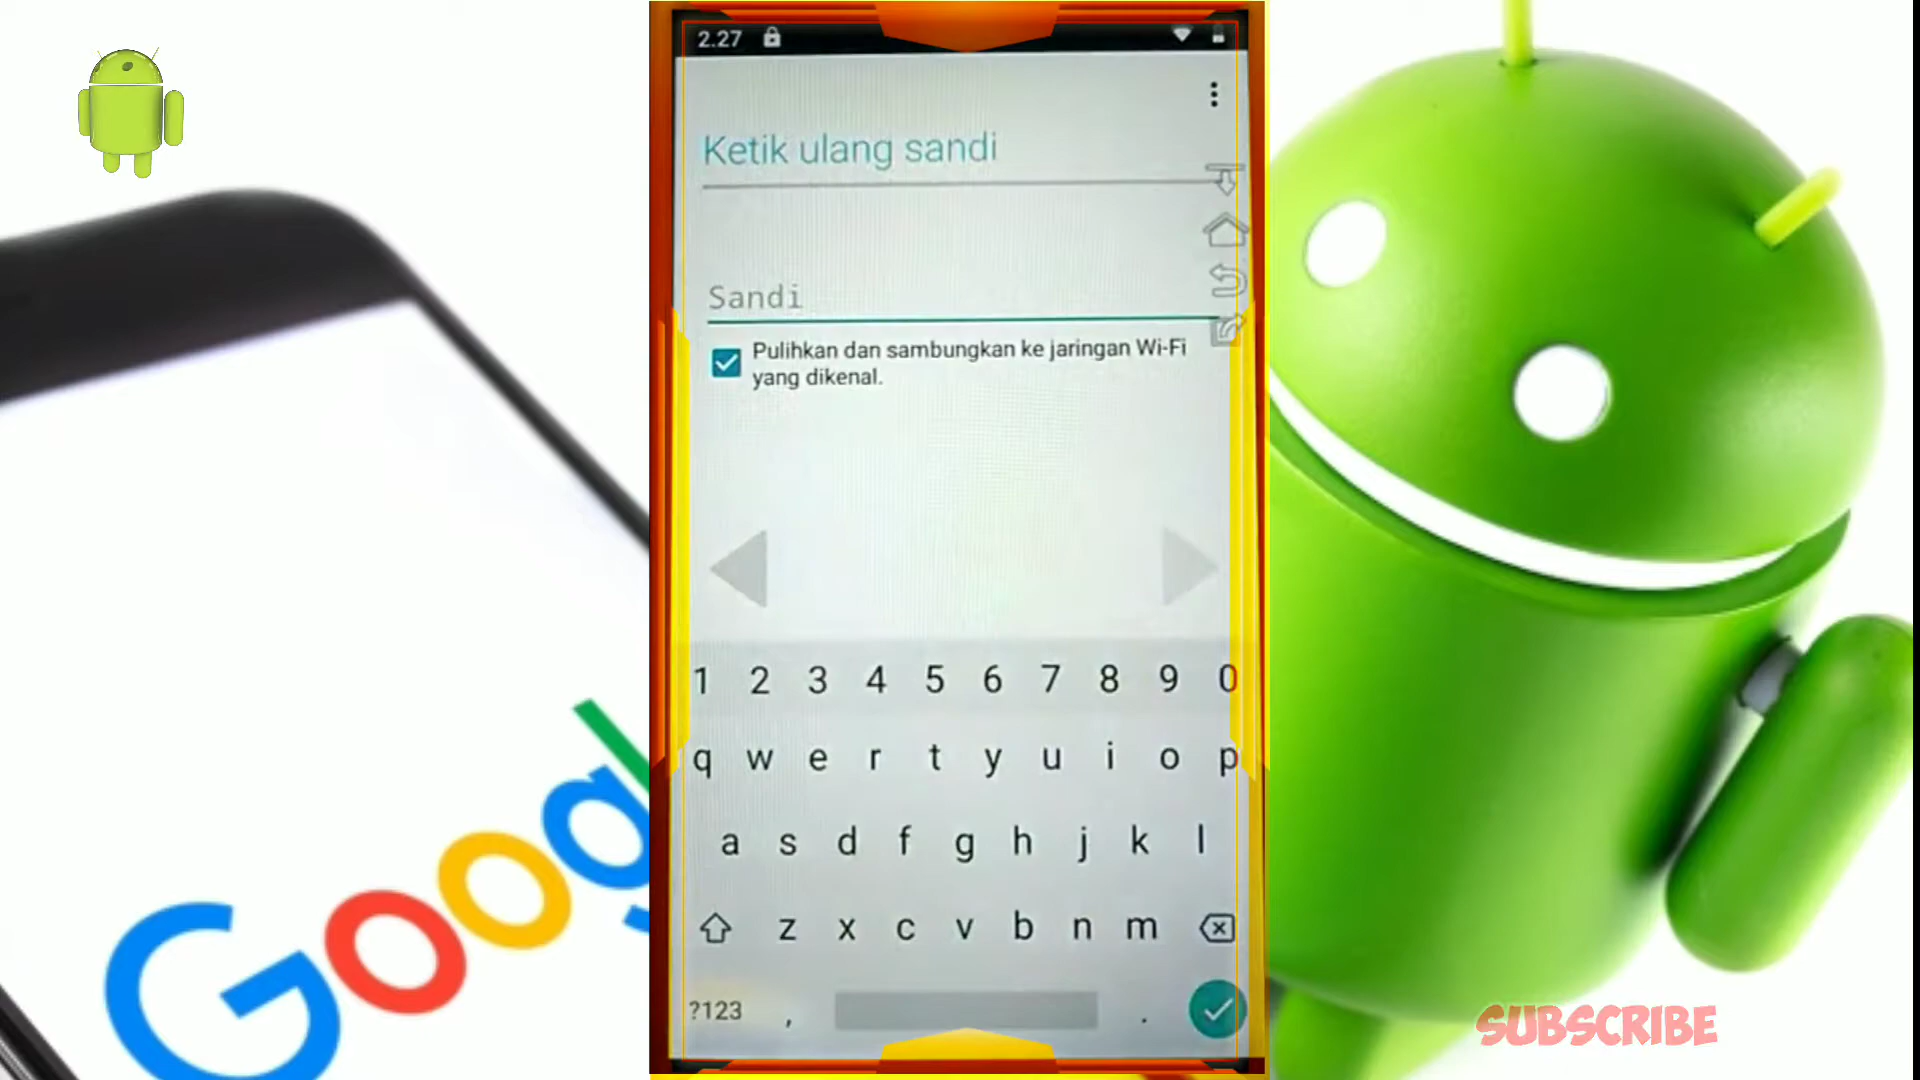 2.27
Ketik ulang sandi
Sandi
Pulihkan dan sambungkan ke jaringan Wi-Fi
yang dikenal.
1 2 3 4 5 6 7 8 9 0
q w e r t y u i o p
a s d f g h j k l
z x c v b n m
?123 , .
Googl
SUBSCRIBE